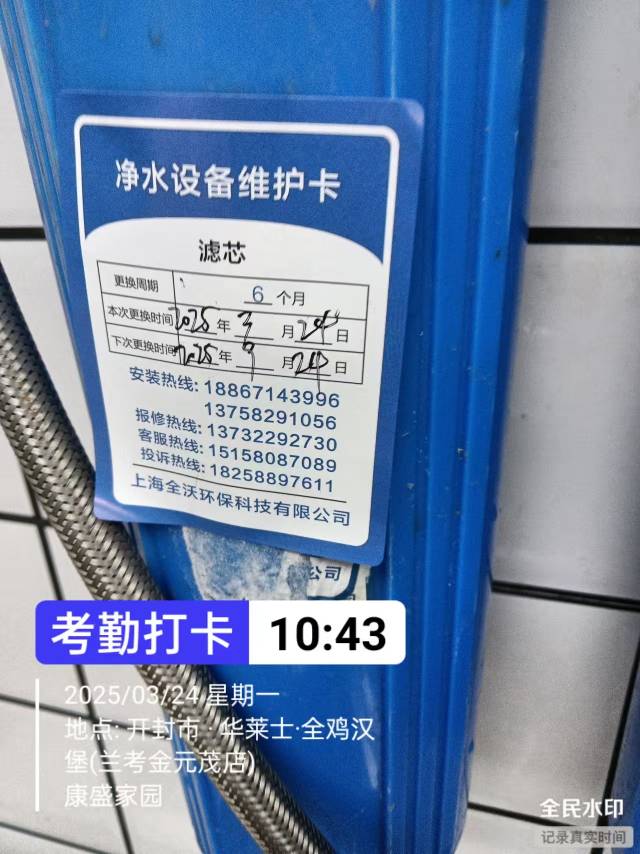 净水设备维护卡
滤芯
更换周期 6 个月
本次更换时间 2025 年 3 月 24 日
下次更换时间 2025 年 9 月 24 日
安装热线: 18867143996
13758291056
报修热线: 13732292730
客服热线: 15158087089
投诉热线: 18258897611
上海全沃环保科技有限公司
公司
考勤打卡 10:43
2025/03/24 星期一
地点: 开封市 · 华莱士·全鸡汉
堡(兰考金元茂店)
康盛家园
全民水印
记录真实时间